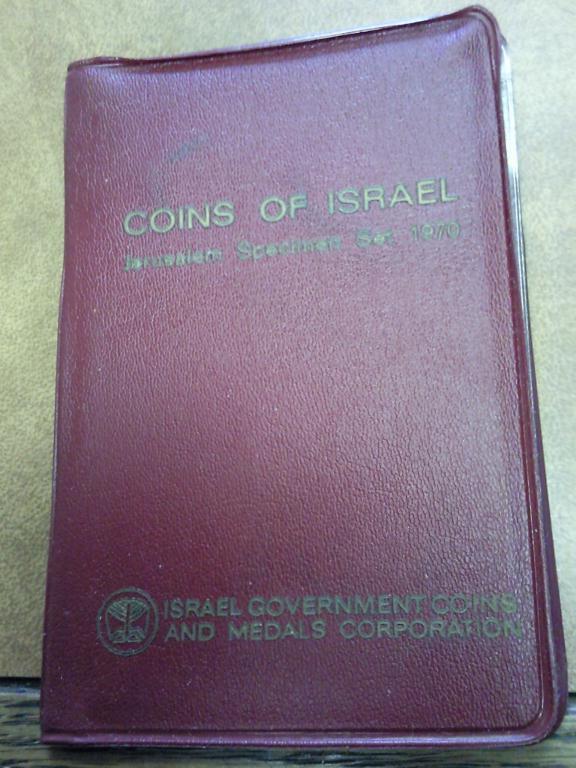 COINS OF ISRAEL
Jerusalem Specimen Set 1970
ISRAEL GOVERNMENT COINS
AND MEDALS CORPORATION